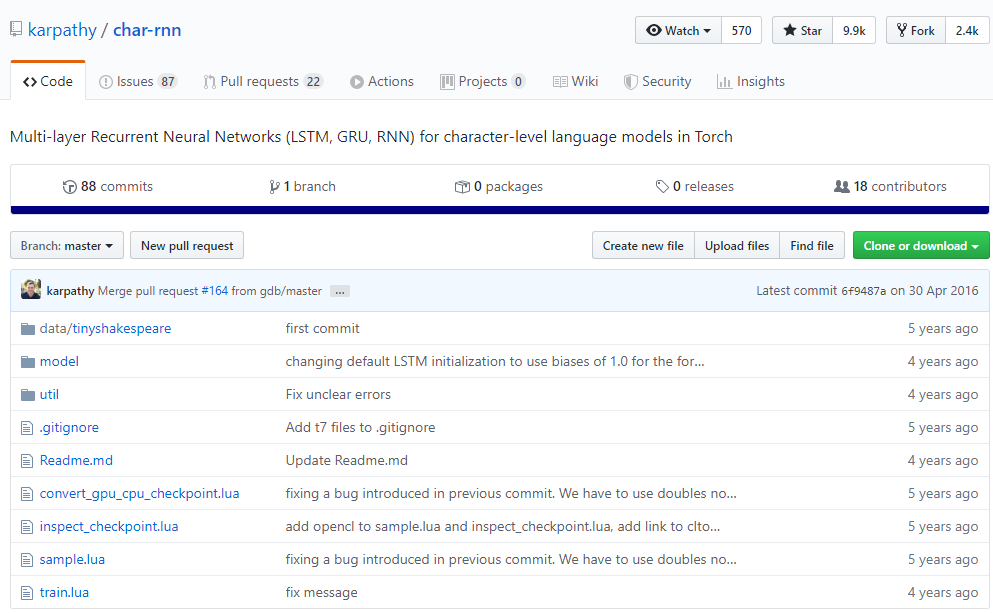 karpathy / char-rnn
Watch 570 Star 9.9k Fork 2.4k
Code Issues 87 Pull requests 22 Actions Projects 0 Wiki Security Insights
Multi-layer Recurrent Neural Networks (LSTM, GRU, RNN) for character-level language models in Torch
88 commits 1 branch 0 packages 0 releases 18 contributors
Branch: master New pull request Create new file Upload files Find file Clone or download
karpathy Merge pull request #164 from gdb/master ... Latest commit 6f9487a on 30 Apr 2016
data/tinyshakespeare first commit 5 years ago
model changing default LSTM initialization to use biases of 1.0 for the for... 4 years ago
util Fix unclear errors 4 years ago
.gitignore Add t7 files to .gitignore 5 years ago
Readme.md Update Readme.md 4 years ago
convert_gpu_cpu_checkpoint.lua fixing a bug introduced in previous commit. We have to use doubles no... 5 years ago
inspect_checkpoint.lua add opencl to sample.lua and inspect_checkpoint.lua, add link to clto... 5 years ago
sample.lua fixing a bug introduced in previous commit. We have to use doubles no... 5 years ago
train.lua fix message 4 years ago